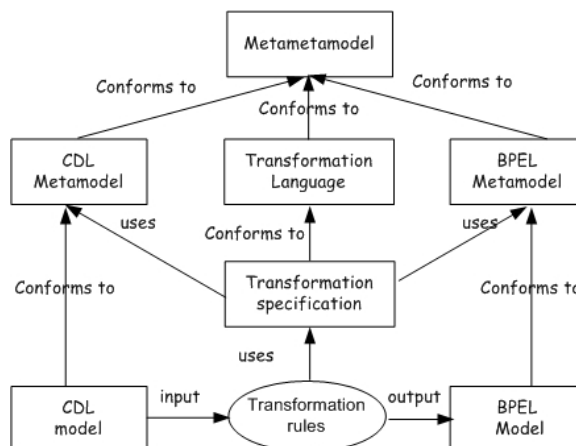 Metametamodel
Conforms to
Conforms to
Conforms to
CDL
Metamodel
Transformation
Language
BPEL
Metamodel
uses
Conforms to
uses
Conforms to
Transformation
specification
Conforms to
uses
CDL
model
input
Transformation
rules
output
BPEL
Model